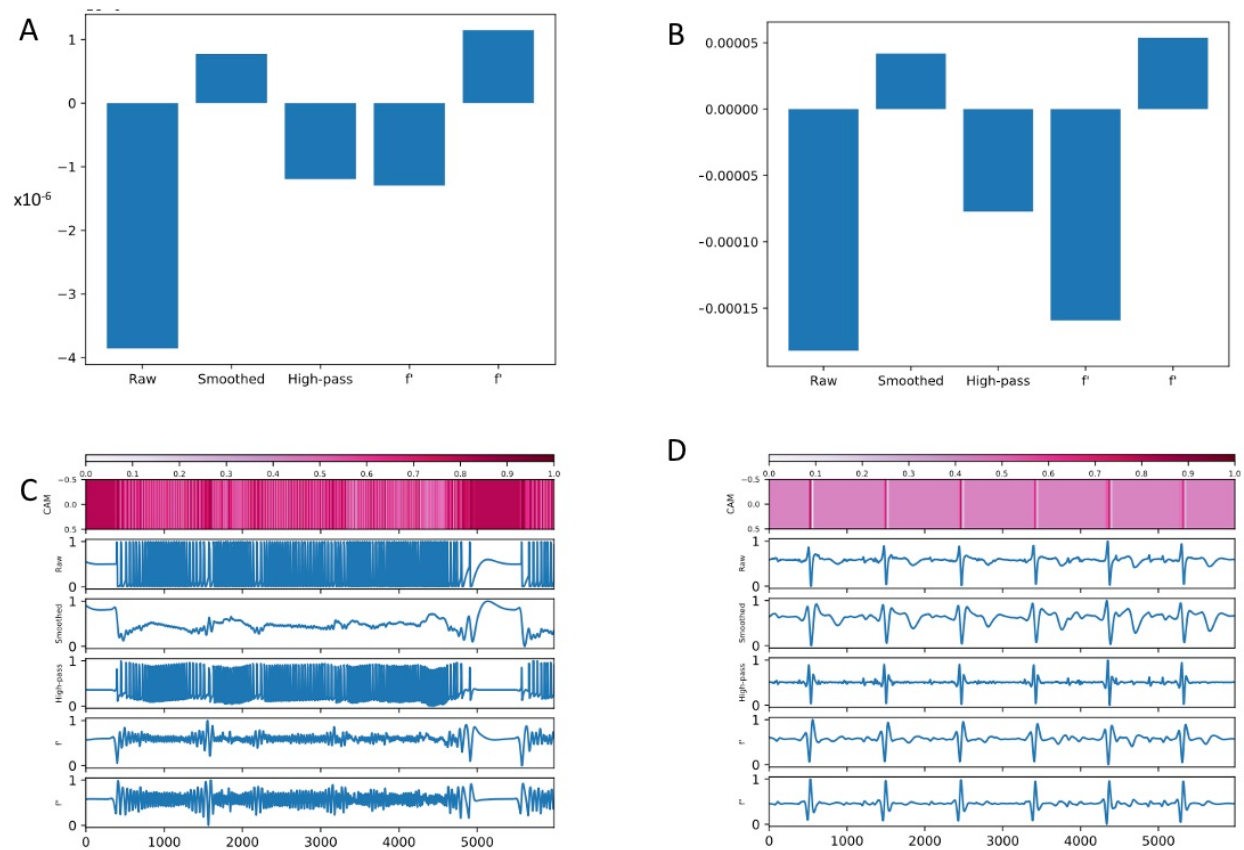 A
1
0
−1
−2
−3
−4
x10-6
Raw Smoothed High-pass f' f'
B
0.00005
0.00000
-0.00005
-0.00010
-0.00015
Raw Smoothed High-pass f' f'
C
0.0 0.1 0.2 0.3 0.4 0.5 0.6 0.7 0.8 0.9 1.0
CAM
−0.5
0.0
0.5
Raw
1
0
Smoothed
1
0
High-pass
1
0
f'
1
0
f"
1
0
0 1000 2000 3000 4000 5000
D
0.0 0.1 0.2 0.3 0.4 0.5 0.6 0.7 0.8 0.9 1.0
CAM
−0.5
0.0
0.5
Raw
1
0
Smoothed
1
0
High-pass
1
0
f'
1
0
f"
1
0
0 1000 2000 3000 4000 5000